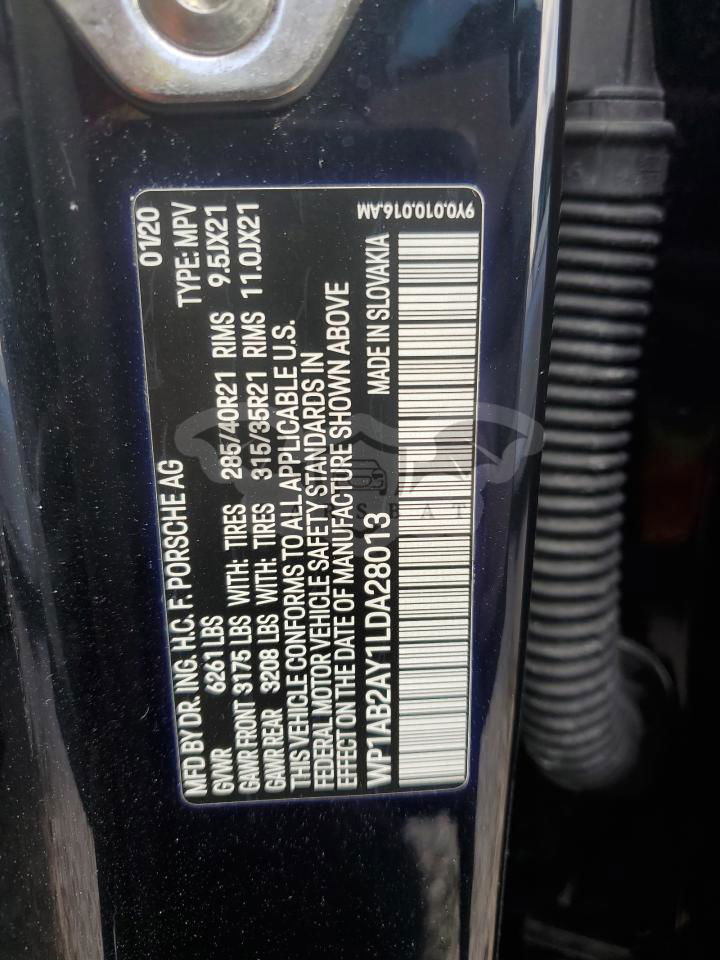 MFD BY DR. ING. H.C. F. PORSCHE AG 01/20
GVWR 6261 LBS TYPE: MPV
GAWR FRONT 3175 LBS WITH: TIRES 285/40R21 RIMS 9.5JX21
GAWR REAR 3208 LBS WITH: TIRES 315/35R21 RIMS 11.0JX21
THIS VEHICLE CONFORMS TO ALL APPLICABLE U.S.
FEDERAL MOTOR VEHICLE SAFETY STANDARDS IN
EFFECT ON THE DATE OF MANUFACTURE SHOWN ABOVE
WP1AB2AY1LDA28013 MADE IN SLOVAKIA
9Y0.010.016.AM